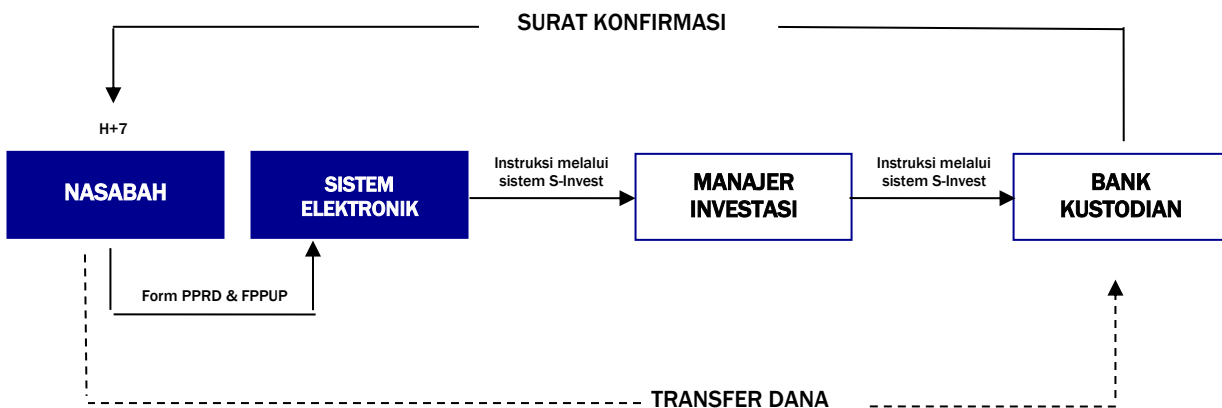 SURAT KONFIRMASI
H+7
NASABAH
SISTEM
ELEKTRONIK
Instruksi melalui
sistem S-Invest
MANAJER
INVESTASI
Instruksi melalui
sistem S-Invest
BANK
KUSTODIAN
Form PPRD & FPPUP
TRANSFER DANA